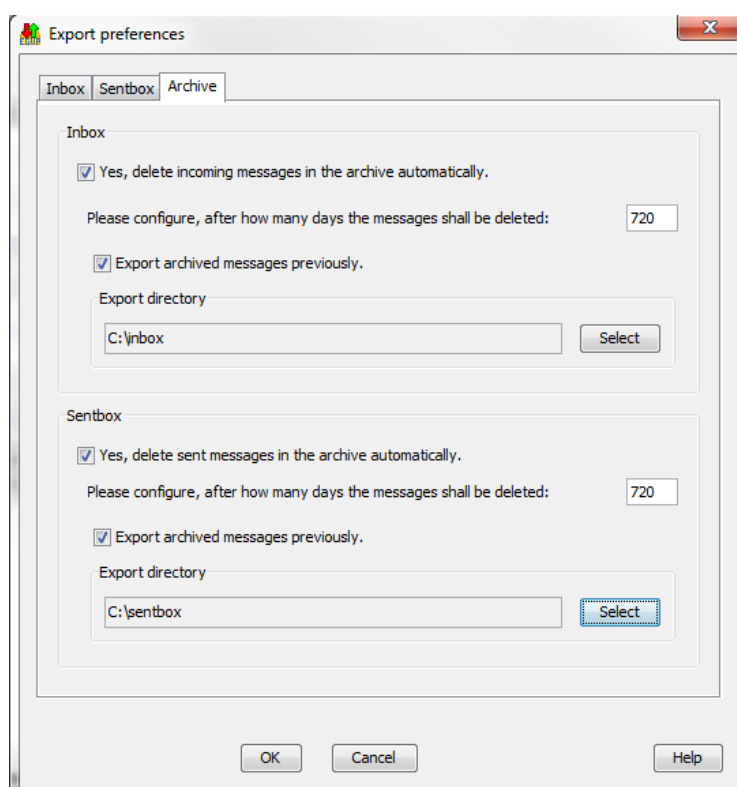 Export preferences
Inbox Sentbox Archive
Inbox
Yes, delete incoming messages in the archive automatically.
Please configure, after how many days the messages shall be deleted: 720
Export archived messages previously.
Export directory
C:\inbox Select
Sentbox
Yes, delete sent messages in the archive automatically.
Please configure, after how many days the messages shall be deleted: 720
Export archived messages previously.
Export directory
C:\sentbox Select
OK Cancel Help